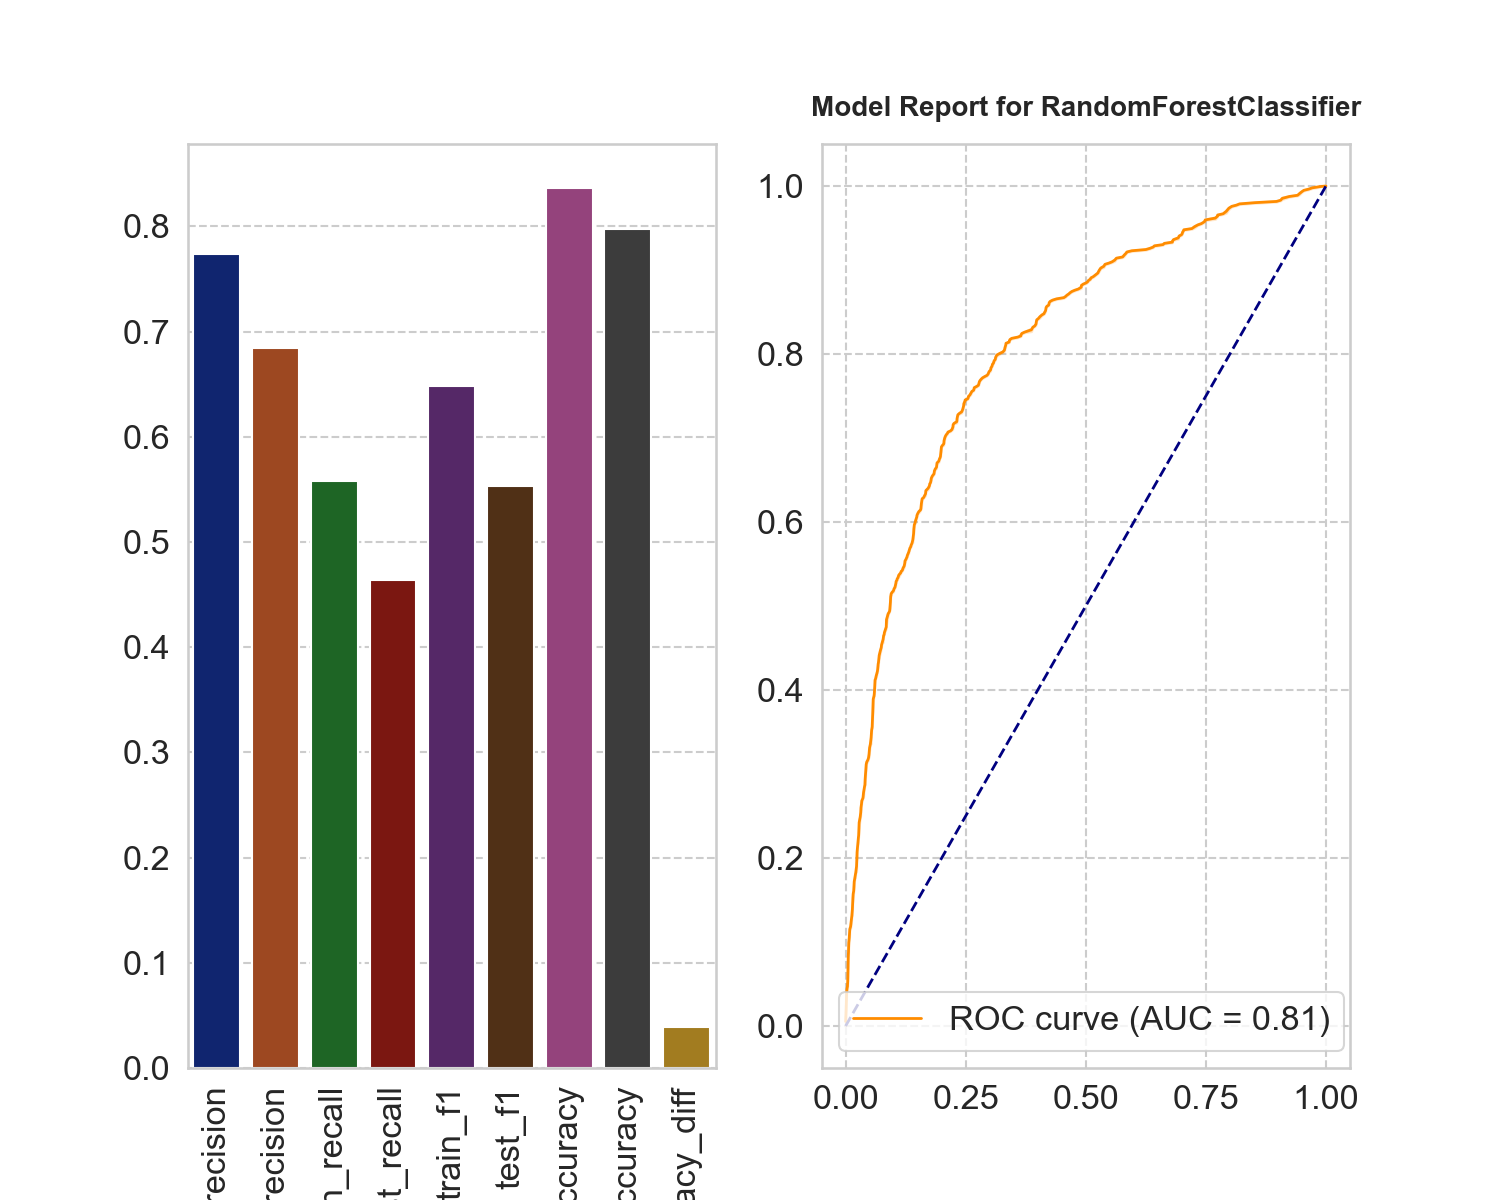 Model Report for RandomForestClassifier
0.8
0.7
0.6
0.5
0.4
0.3
0.2
0.1
0.0
recision
recision
n_recall
t_recall
train_f1
test_f1
ccuracy
ccuracy
acy_diff
1.0
0.8
0.6
0.4
0.2
0.0
ROC curve (AUC = 0.81)
0.00 0.25 0.50 0.75 1.00